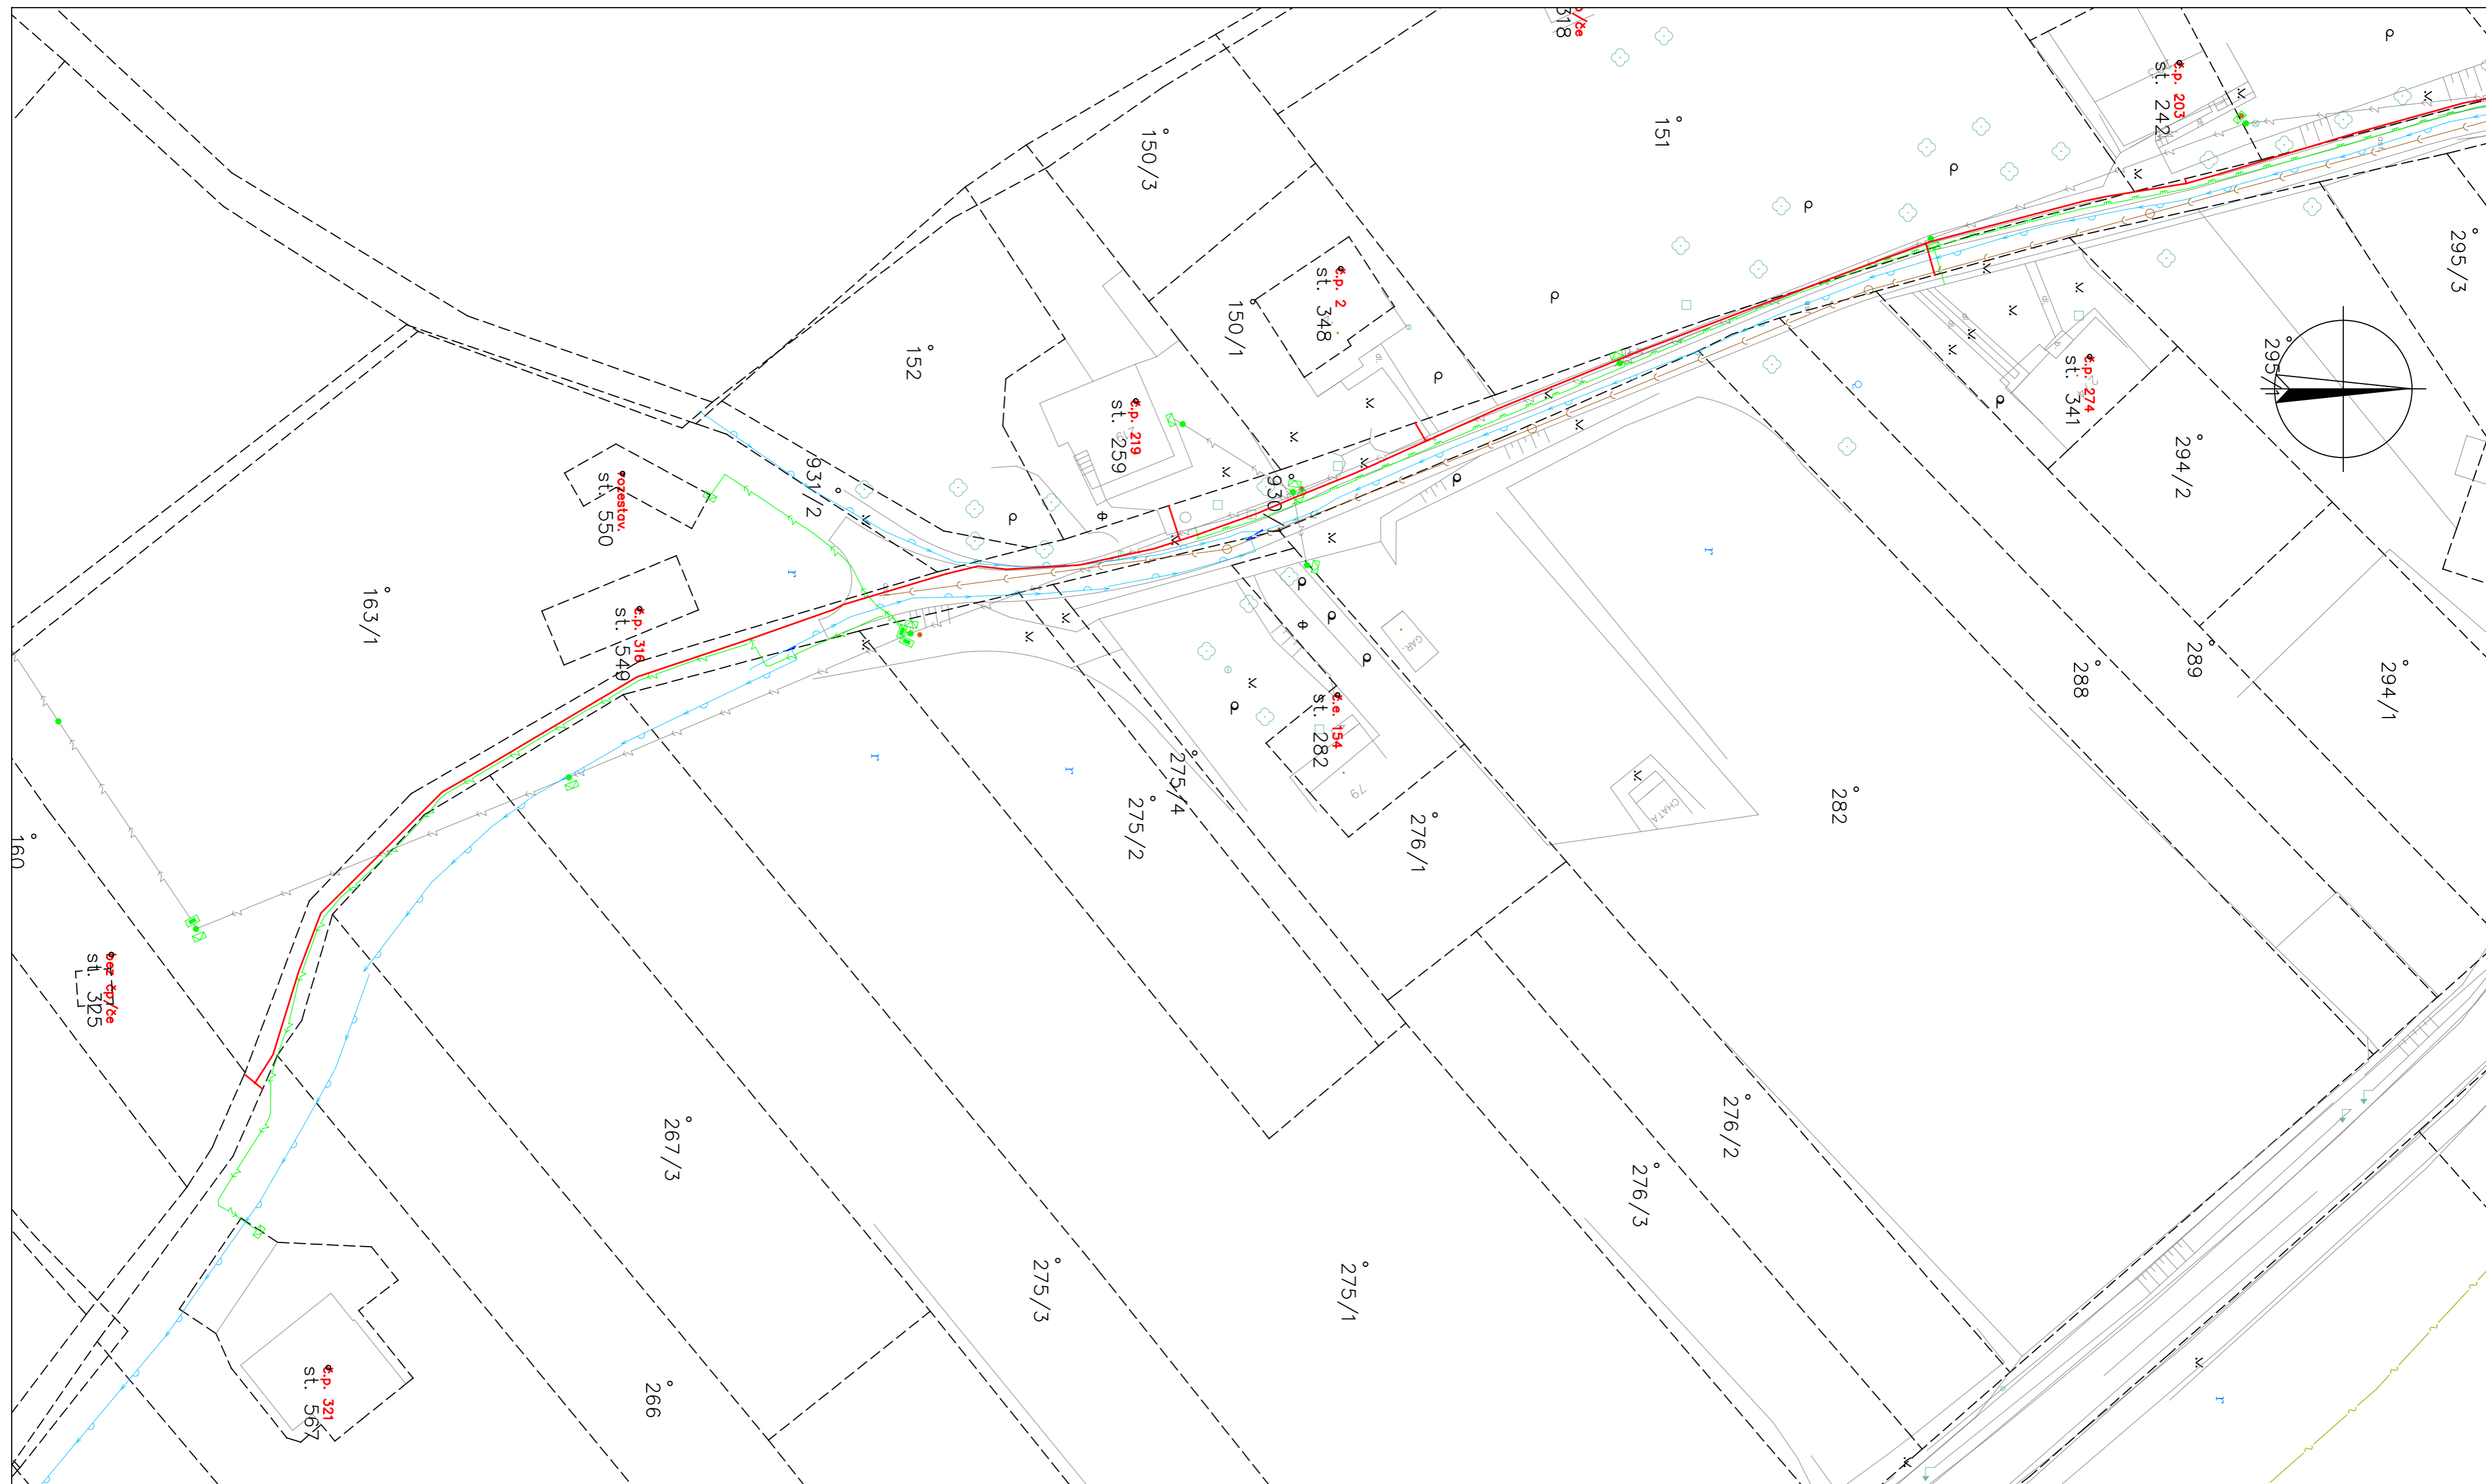 č.p. 203
st. 242
151
150/3
295/3
č.p. 2
st. 348
150/1
152
č.p. 274
st. 341
294/2
č.p. 219
st. 259
930
931/2
rozestav.
st. 550
163/1
č.p. 316
st. 549
GAR.
288
289
294/1
č.e. 154
st. 282
79
CHATA
282
275/4
275/2
276/1
160
bez čp/če
st. 325
267/3
276/2
276/3
275/3
275/1
266
č.p. 321
st. 567